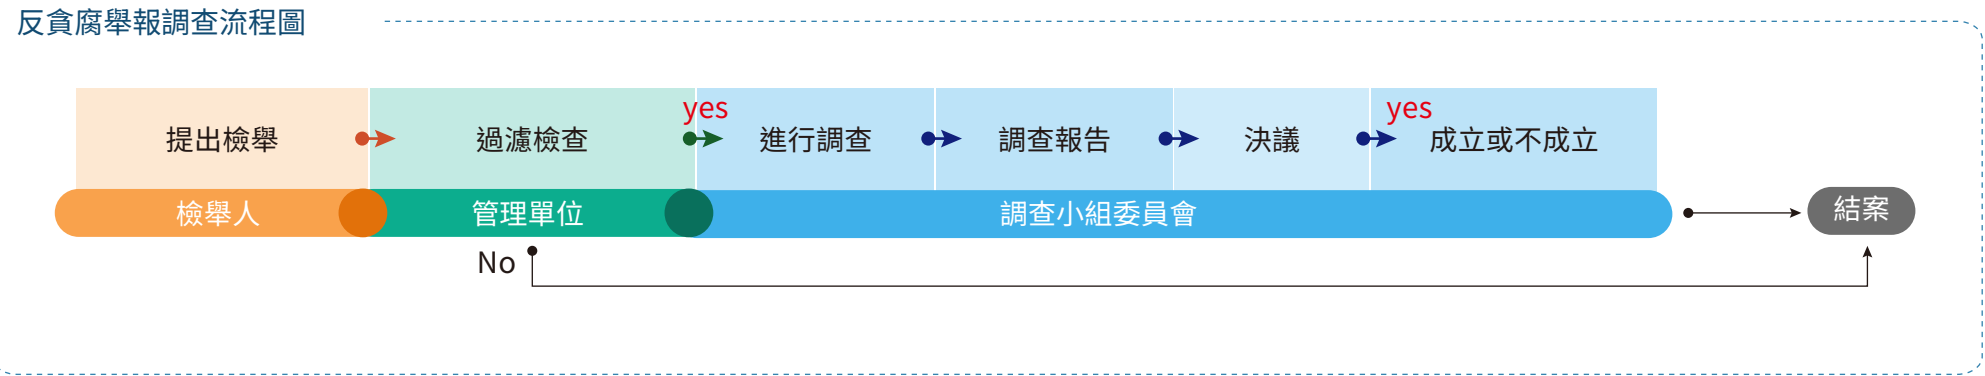 反貪腐舉報調查流程圖
提出檢舉
過濾檢查
yes
進行調查
調查報告
決議
yes
成立或不成立
檢舉人
管理單位
調查小組委員會
結案
No